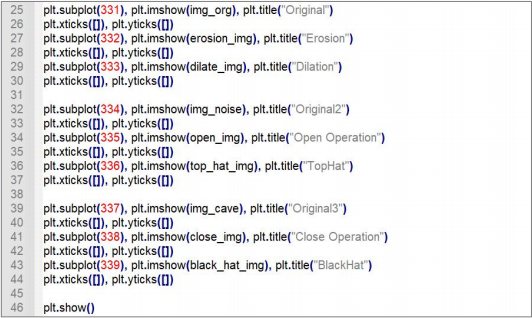 25 plt.subplot(331), plt.imshow(img_org), plt.title("Original")
26 plt.xticks([]), plt.yticks([])
27 plt.subplot(332), plt.imshow(erosion_img), plt.title("Erosion")
28 plt.xticks([]), plt.yticks([])
29 plt.subplot(333), plt.imshow(dilate_img), plt.title("Dilation")
30 plt.xticks([]), plt.yticks([])
31
32 plt.subplot(334), plt.imshow(img_noise), plt.title("Original2")
33 plt.xticks([]), plt.yticks([])
34 plt.subplot(335), plt.imshow(open_img), plt.title("Open Operation")
35 plt.xticks([]), plt.yticks([])
36 plt.subplot(336), plt.imshow(top_hat_img), plt.title("TopHat")
37 plt.xticks([]), plt.yticks([])
38
39 plt.subplot(337), plt.imshow(img_cave), plt.title("Original3")
40 plt.xticks([]), plt.yticks([])
41 plt.subplot(338), plt.imshow(close_img), plt.title("Close Operation")
42 plt.xticks([]), plt.yticks([])
43 plt.subplot(339), plt.imshow(black_hat_img), plt.title("BlackHat")
44 plt.xticks([]), plt.yticks([])
45
46 plt.show()